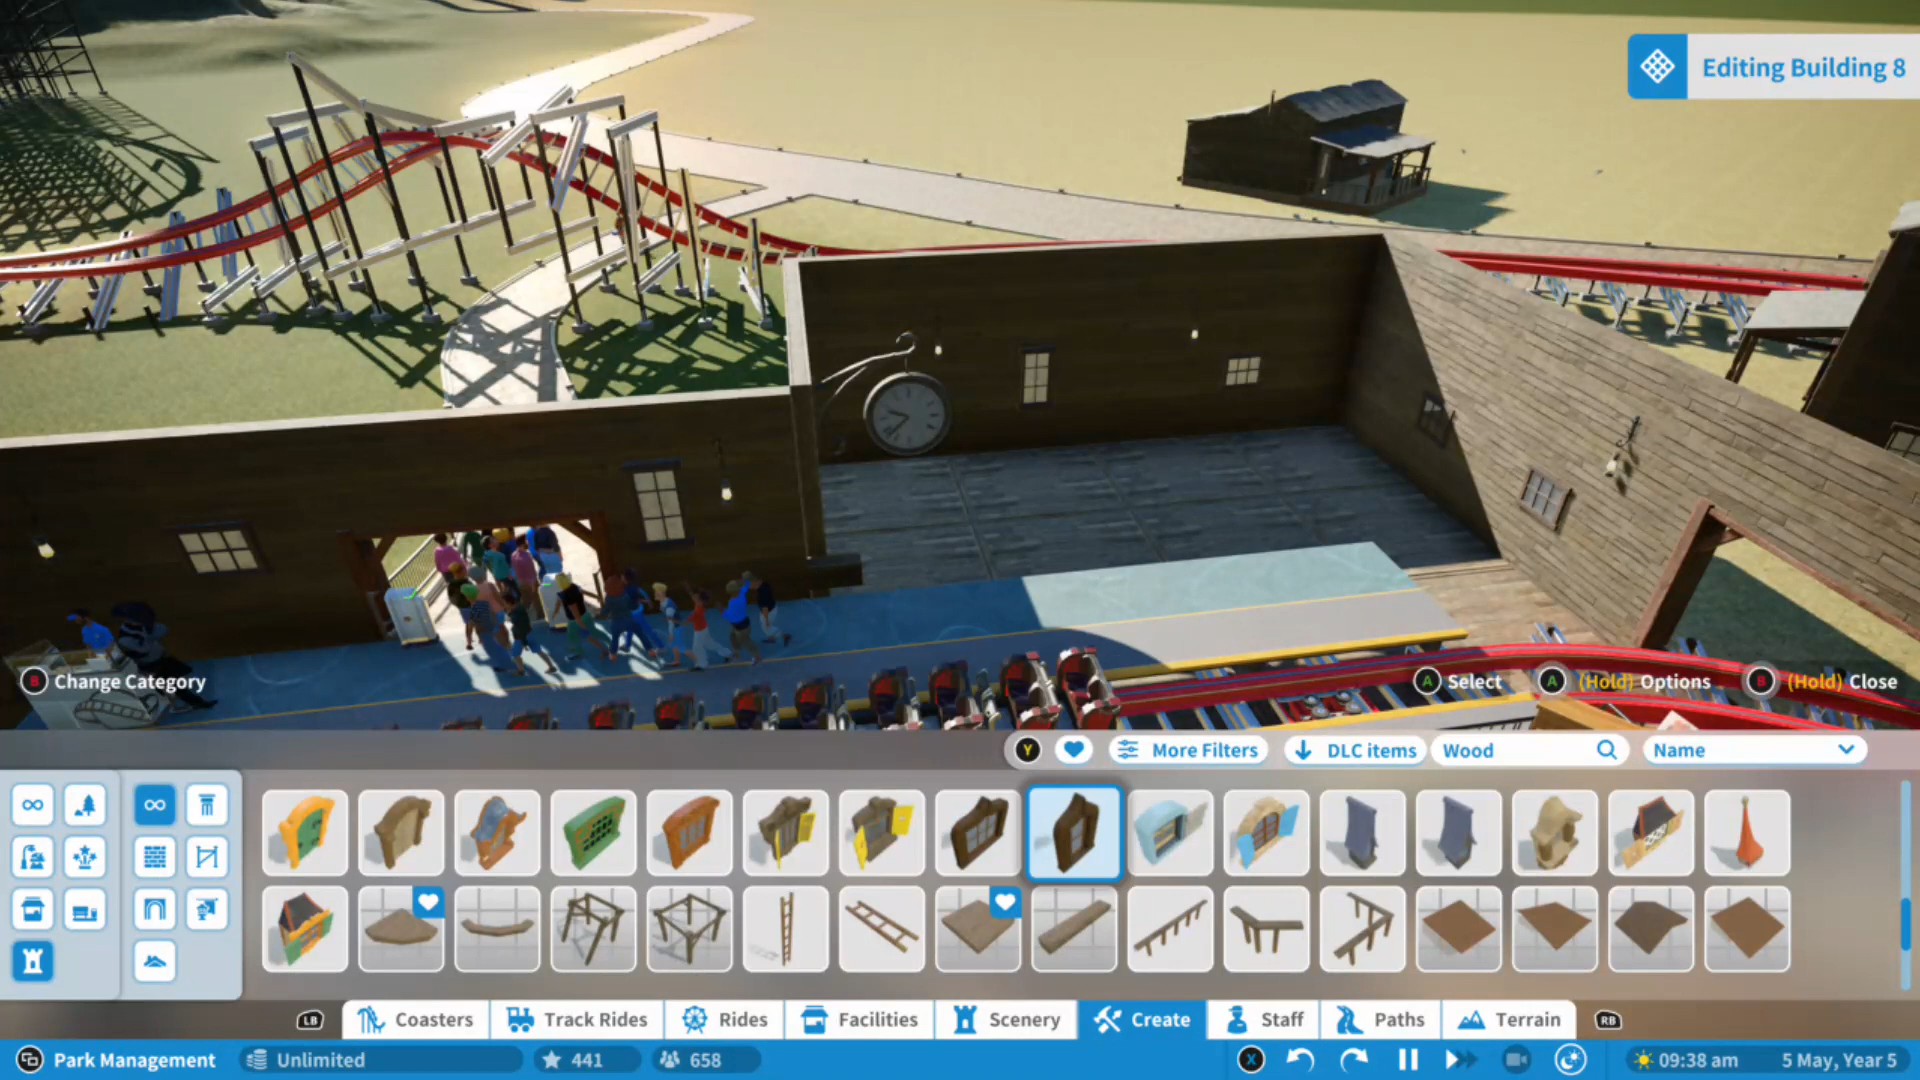 Editing Building 8
B Change Category
A Select A (Hold) Options B (Hold) Close
Y More Filters DLC items Wood Name
LB Coasters Track Rides Rides Facilities Scenery Create Staff Paths Terrain RB
Park Management Unlimited 441 658 X 09:38 am 5 May, Year 5